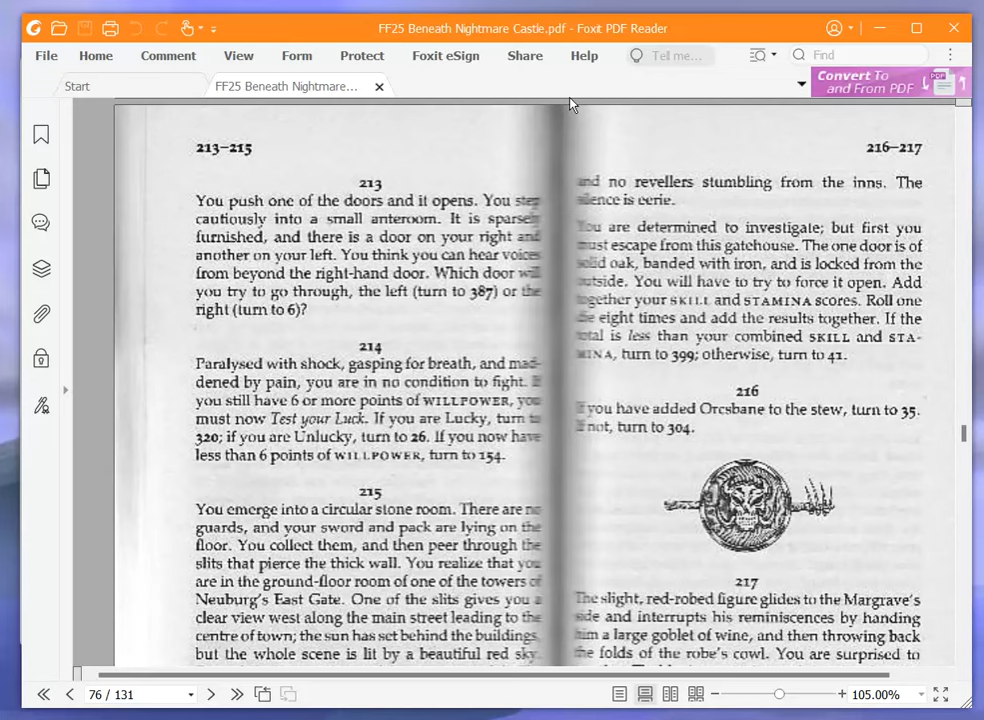 FF25 Beneath Nightmare Castle.pdf - Foxit PDF Reader
File Home Comment View Form Protect Foxit eSign Share Help Tell me... Find
Start FF25 Beneath Nightmare... Convert To
and From PDF
PDF
213–215
213
You push one of the doors and it opens. You step
cautiously into a small anteroom. It is sparsely
furnished, and there is a door on your right and
another on your left. You think you can hear voices
from beyond the right-hand door. Which door will
you try to go through, the left (turn to 387) or the
right (turn to 6)?
214
Paralysed with shock, gasping for breath, and mad-
dened by pain, you are in no condition to fight. If
you still have 6 or more points of WILLPOWER, you
must now Test your Luck. If you are Lucky, turn to
320; if you are Unlucky, turn to 26. If you now have
less than 6 points of WILLPOWER, turn to 154.
215
You emerge into a circular stone room. There are no
guards, and your sword and pack are lying on the
floor. You collect them, and then peer through the
slits that pierce the thick wall. You realize that you
are in the ground-floor room of one of the towers of
Neuburg's East Gate. One of the slits gives you a
clear view west along the main street leading to the
centre of town; the sun has set behind the buildings
but the whole scene is lit by a beautiful red sky.
216–217
and no revellers stumbling from the inns. The
silence is eerie.
You are determined to investigate; but first you
must escape from this gatehouse. The one door is of
solid oak, banded with iron, and is locked from the
outside. You will have to try to force it open. Add
together your SKILL and STAMINA scores. Roll one
die eight times and add the results together. If the
total is less than your combined SKILL and STA-
MINA, turn to 399; otherwise, turn to 41.
216
If you have added Orcsbane to the stew, turn to 35.
If not, turn to 304.
217
The slight, red-robed figure glides to the Margrave's
side and interrupts his reminiscences by handing
him a large goblet of wine, and then throwing back
the folds of the robe's cowl. You are surprised to
76 / 131 105.00%